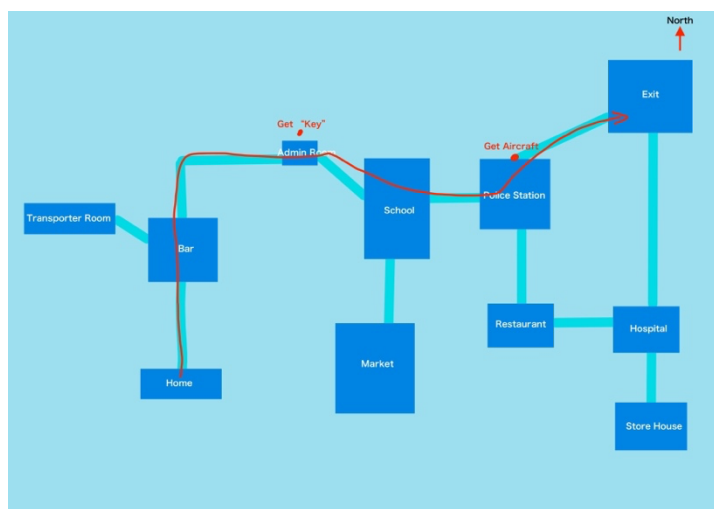 North
Exit
Get "Key"
Admin Room
Get Aircraft
Police Station
School
Transporter Room
Bar
Restaurant
Hospital
Market
Home
Store House